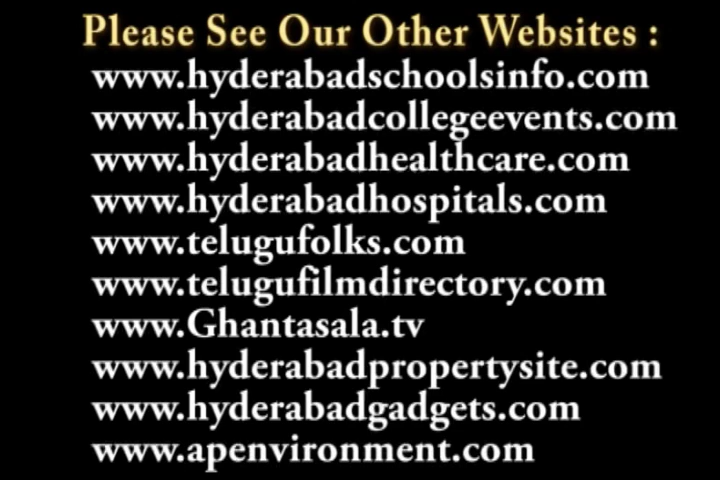 Please See Our Other Websites :
www.hyderabadschoolsinfo.com
www.hyderabadcollegeevents.com
www.hyderabadhealthcare.com
www.hyderabadhospitals.com
www.telugufolks.com
www.telugufilmdirectory.com
www.Ghantasala.tv
www.hyderabadpropertysite.com
www.hyderabadgadgets.com
www.apenvironment.com